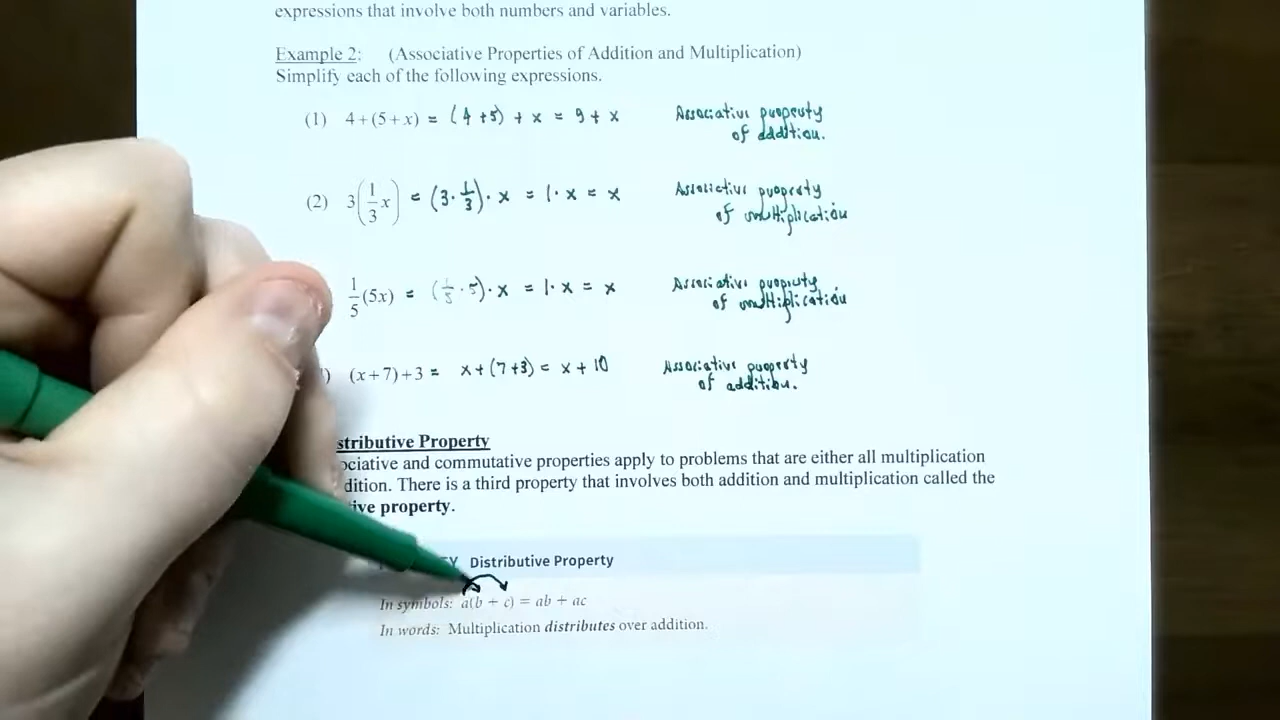 expressions that involve both numbers and variables.
Example 2: (Associative Properties of Addition and Multiplication)
Simplify each of the following expressions.
(1) 4+(5+x) = (4+5) + x = 9 + x Associative property
of addition.
(2) 3(1/3 x) = (3·1/3)·x = 1·x = x Associative property
of multiplication
1/5(5x) = (1/5·5)·x = 1·x = x Associative property
of multiplication
) (x+7)+3 = x+(7+3) = x+10 Associative property
of addition.
stributive Property
ociative and commutative properties apply to problems that are either all multiplication
dition. There is a third property that involves both addition and multiplication called the
ive property.
Y Distributive Property
In symbols: a(b + c) = ab + ac
In words: Multiplication distributes over addition.